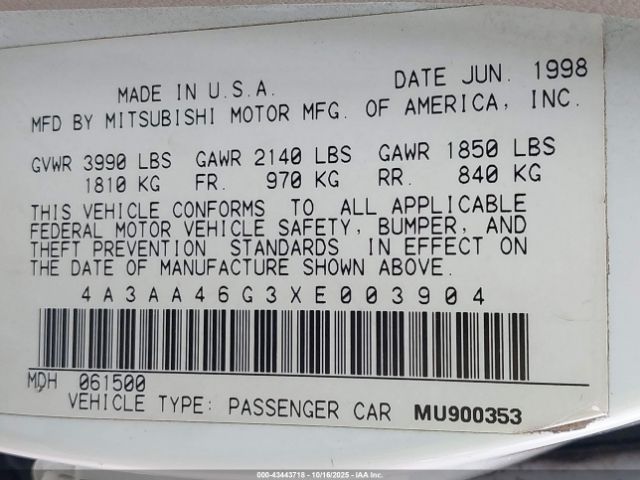 MADE IN U.S.A. DATE JUN. 1998
MFD BY MITSUBISHI MOTOR MFG. OF AMERICA, INC.
GVWR 3990 LBS GAWR 2140 LBS GAWR 1850 LBS
1810 KG FR. 970 KG RR. 840 KG
THIS VEHICLE CONFORMS TO ALL APPLICABLE
FEDERAL MOTOR VEHICLE SAFETY, BUMPER, AND
THEFT PREVENTION STANDARDS IN EFFECT ON
THE DATE OF MANUFACTURE SHOWN ABOVE.
4A3AA46G3XE003904
MDH 061500
VEHICLE TYPE: PASSENGER CAR MU900353
000-43443718 - 10/16/2025 - IAAI.com